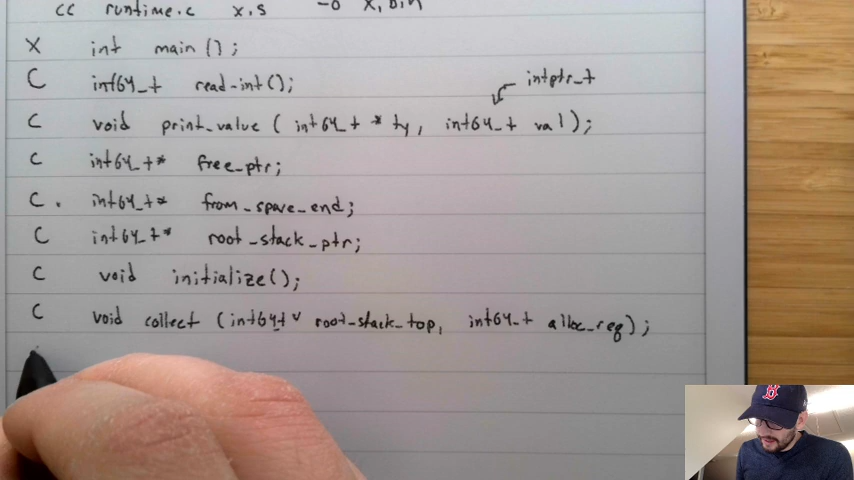 cc runtime.c x.s -o x.bin
X int main();
C int64_t read-int();
intptr_t
C void print_value ( int64_t * ty, int64_t val );
C int64_t* free_ptr;
C . int64_t* from_space_end;
C int64_t* root_stack_ptr;
C void initialize();
C void collect (int64_t* root_stack_top, int64_t alloc_req);
B